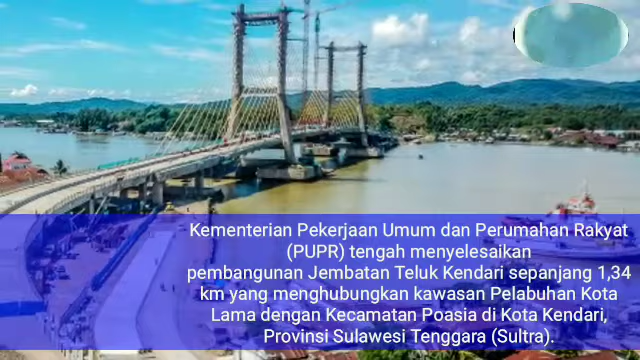 Kementerian Pekerjaan Umum dan Perumahan Rakyat
(PUPR) tengah menyelesaikan
pembangunan Jembatan Teluk Kendari sepanjang 1,34
km yang menghubungkan kawasan Pelabuhan Kota
Lama dengan Kecamatan Poasia di Kota Kendari,
Provinsi Sulawesi Tenggara (Sultra).